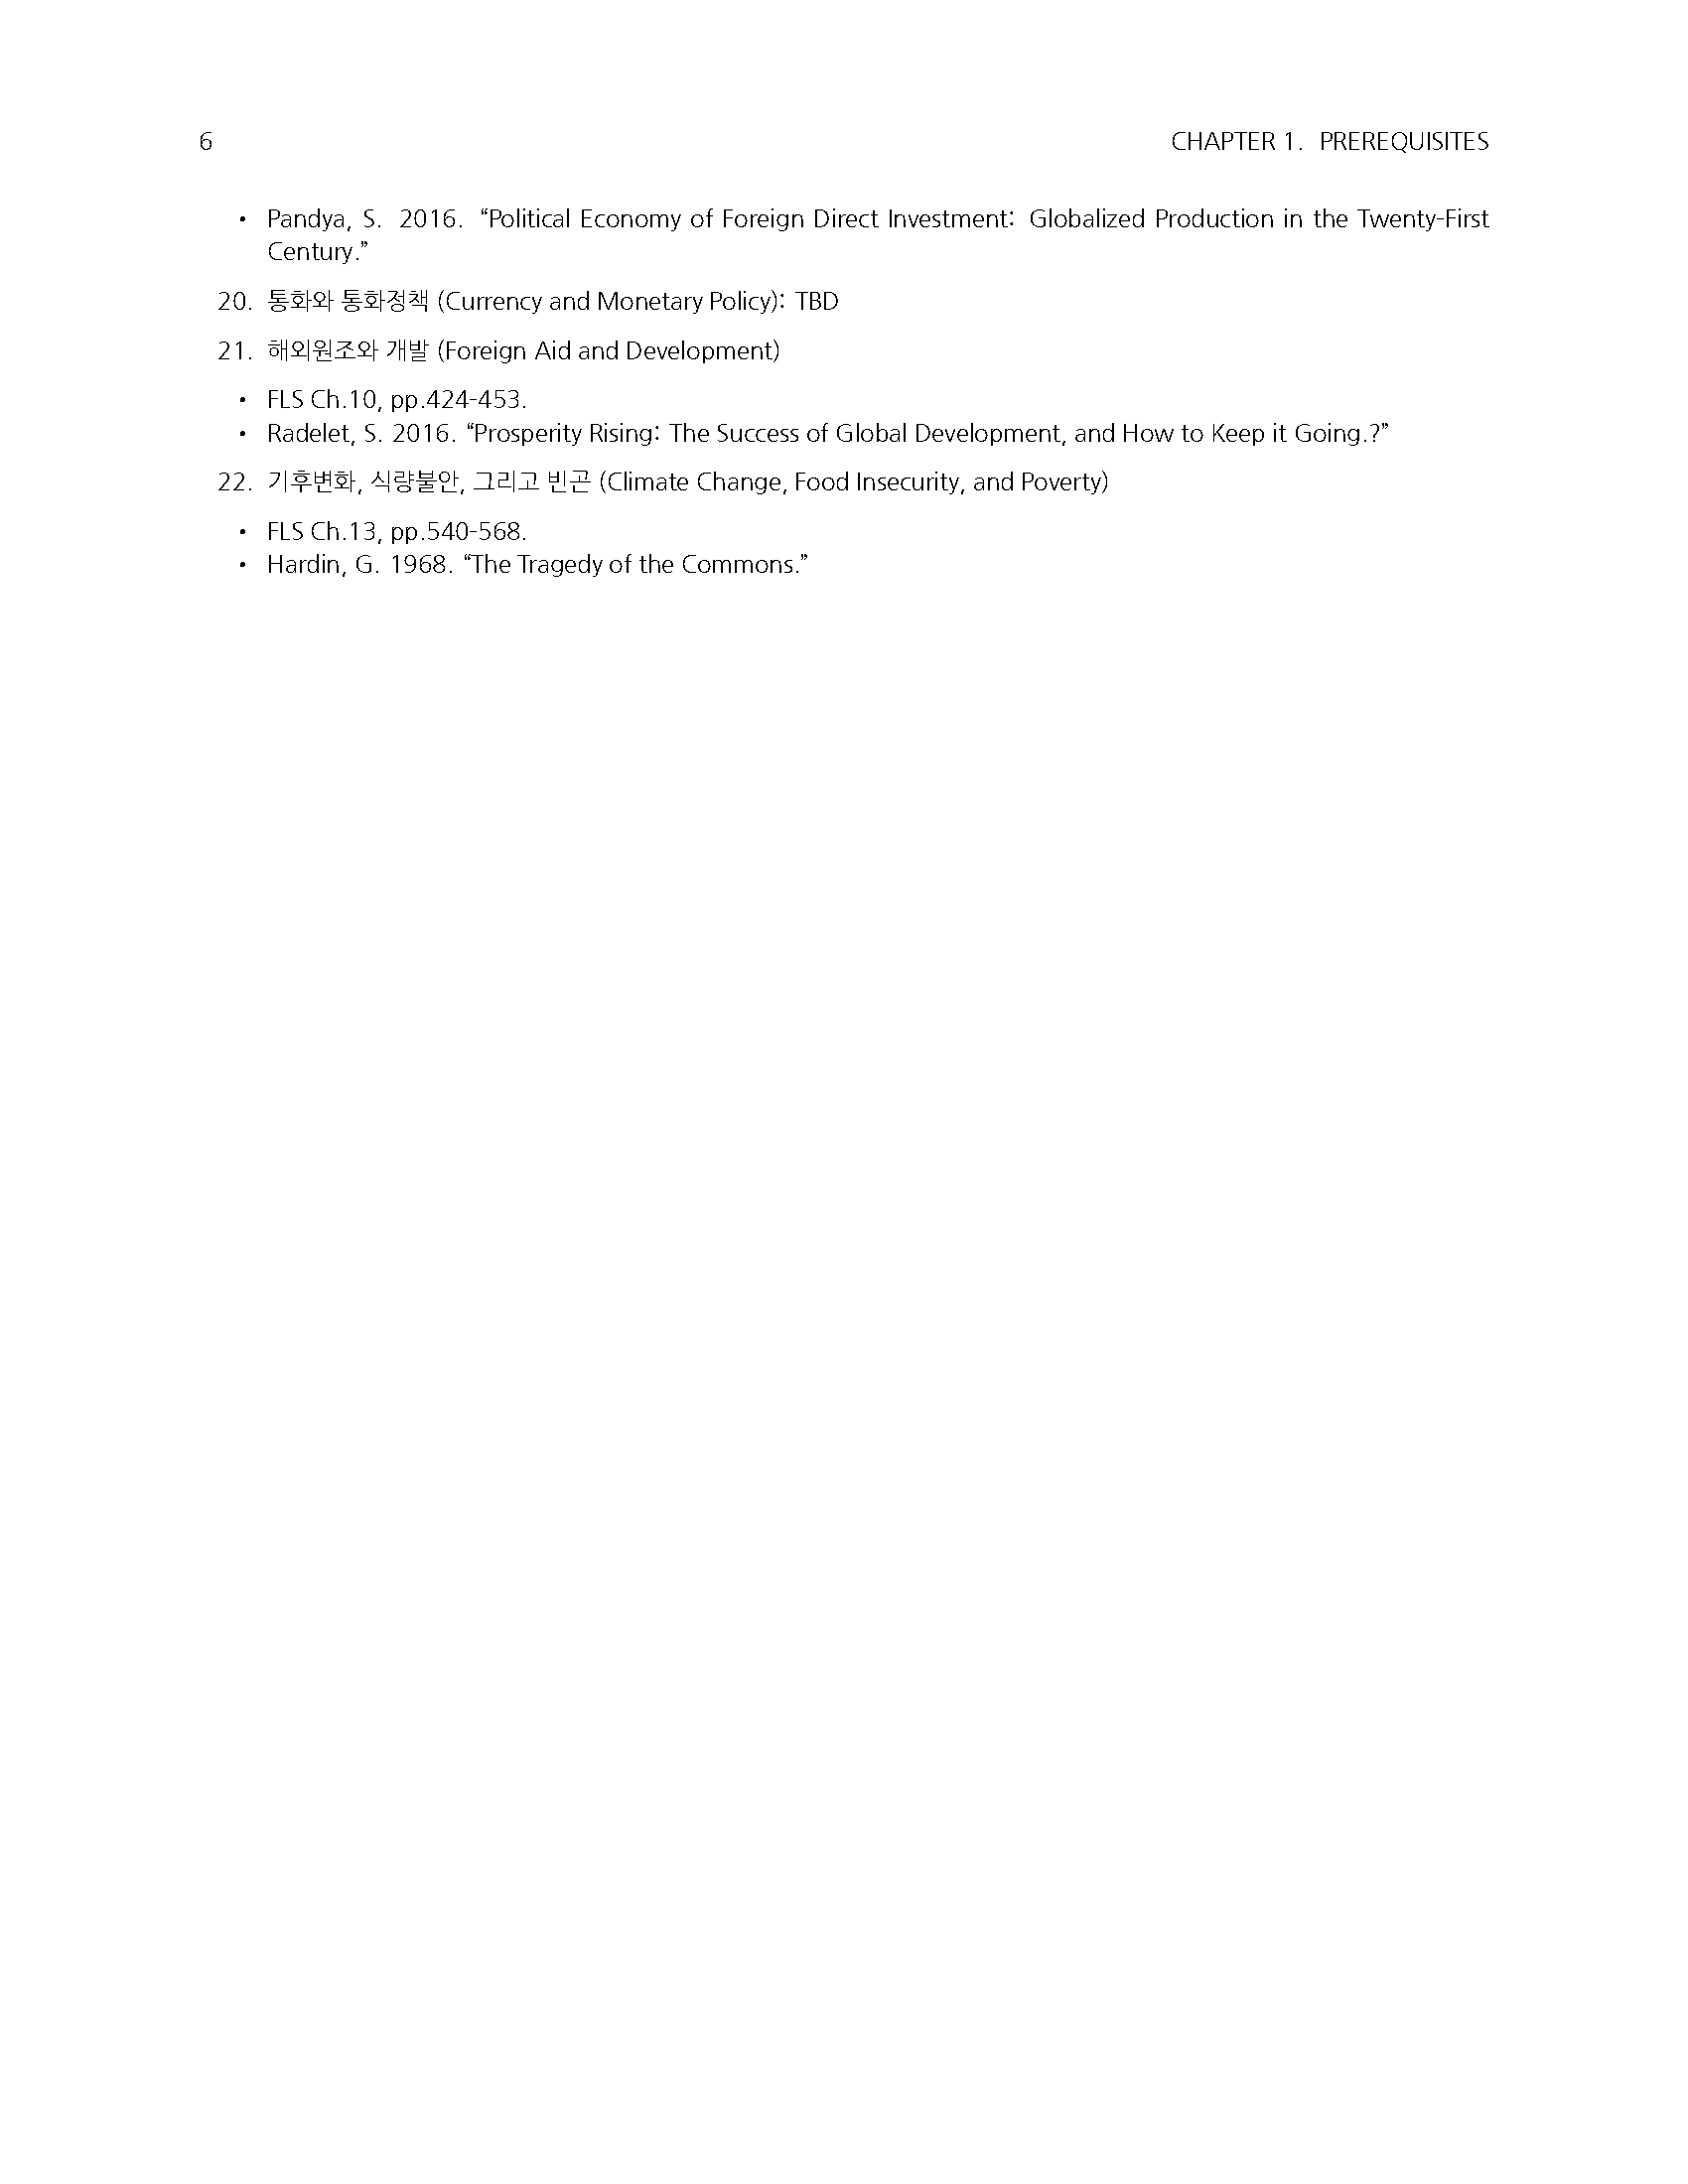 6 CHAPTER 1. PREREQUISITES
• Pandya, S. 2016. “Political Economy of Foreign Direct Investment: Globalized Production in the Twenty-First
Century.”
20. 통화와 통화정책 (Currency and Monetary Policy): TBD
21. 해외원조와 개발 (Foreign Aid and Development)
• FLS Ch.10, pp.424-453.
• Radelet, S. 2016. “Prosperity Rising: The Success of Global Development, and How to Keep it Going.?”
22. 기후변화, 식량불안, 그리고 빈곤 (Climate Change, Food Insecurity, and Poverty)
• FLS Ch.13, pp.540-568.
• Hardin, G. 1968. “The Tragedy of the Commons.”